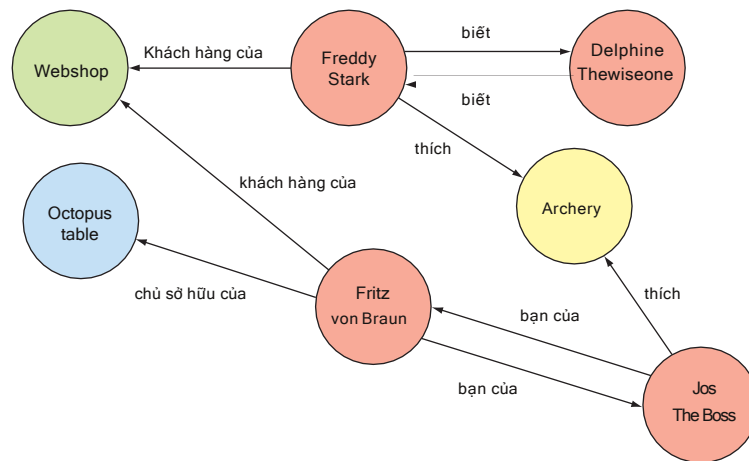 biết
Khách hàng của
Freddy
Stark
Delphine
Thewiseone
Webshop
biết
thích
khách hàng của
Octopus
table
Archery
chủ sở hữu của
Fritz
von Braun
thích
bạn của
bạn của
Jos
The Boss